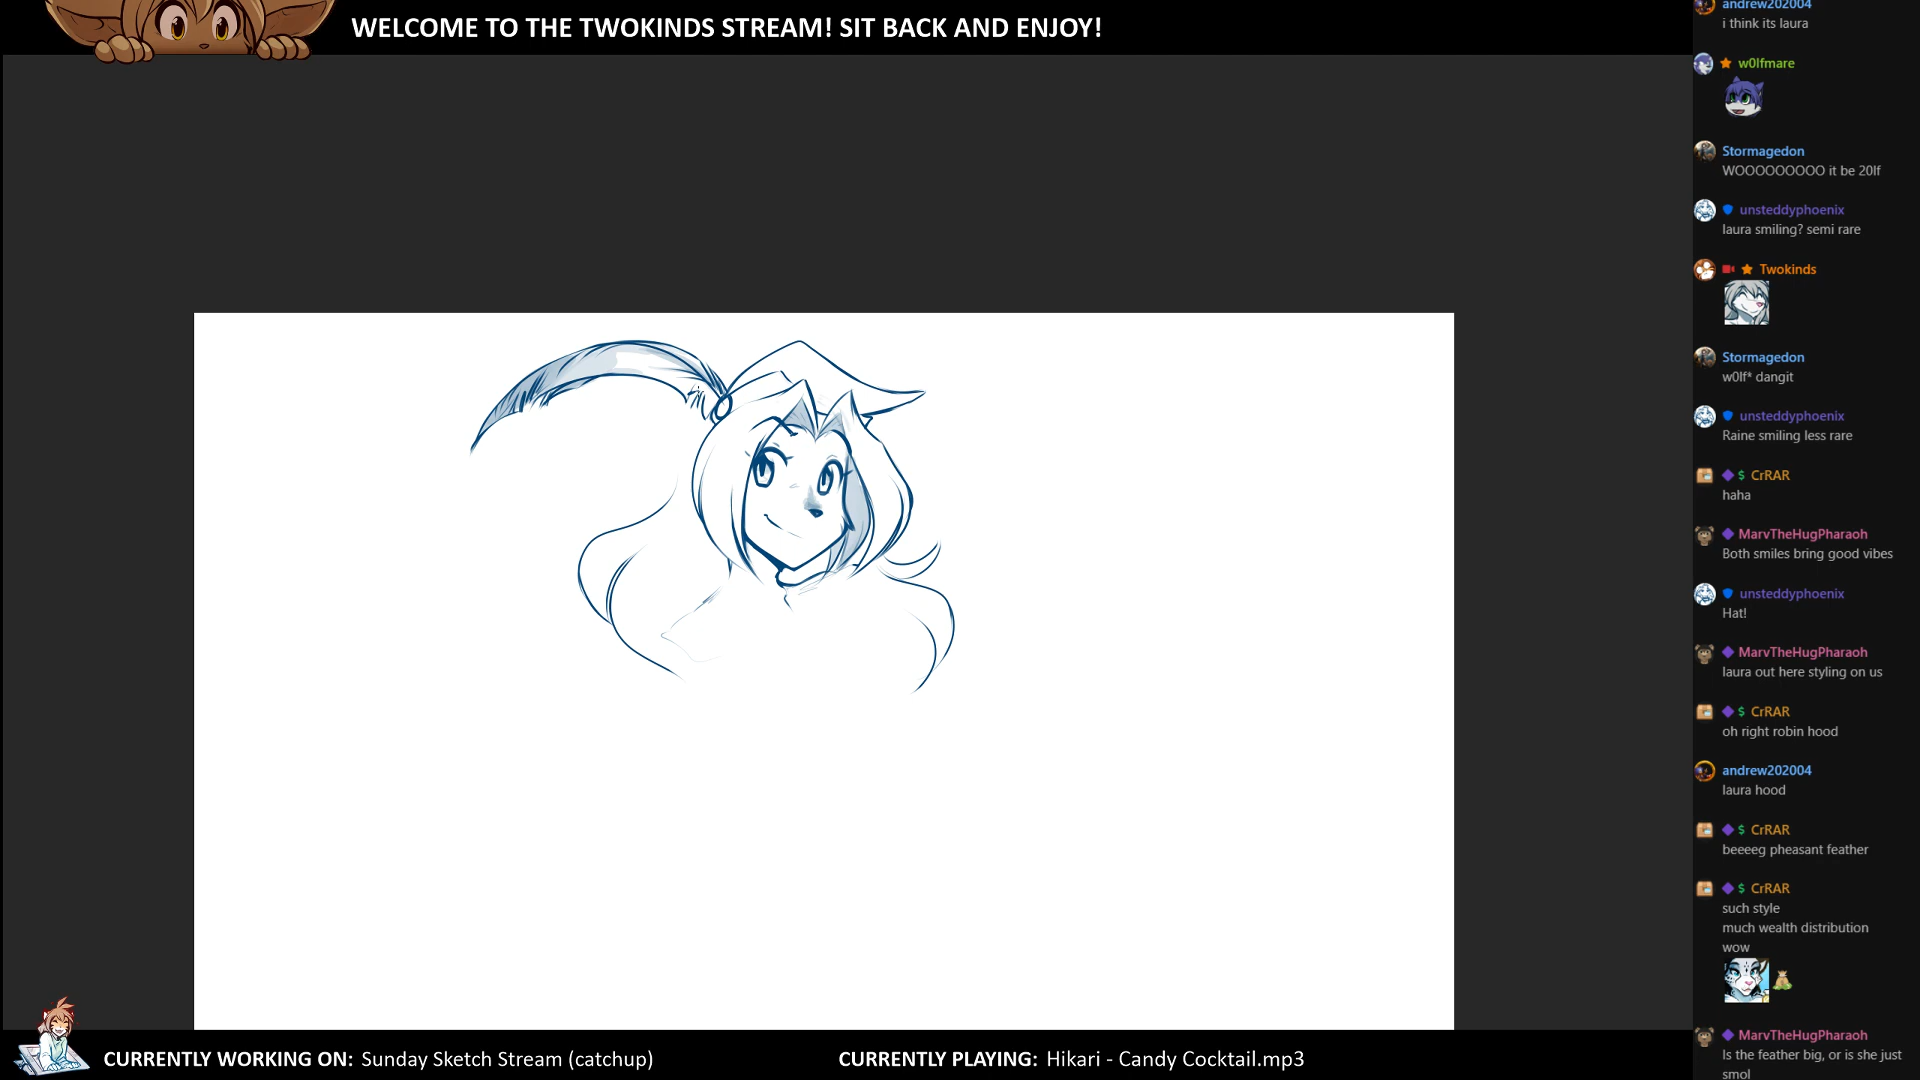 WELCOME TO THE TWOKINDS STREAM! SIT BACK AND ENJOY!
andrew202004
i think its laura
w0lfmare
Stormagedon
WOOOOOOOOO it be 20lf
unsteddyphoenix
laura smiling? semi rare
Twokinds
Stormagedon
w0lf* dangit
unsteddyphoenix
Raine smiling less rare
$ CrRAR
haha
MarvTheHugPharaoh
Both smiles bring good vibes
unsteddyphoenix
Hat!
MarvTheHugPharaoh
laura out here styling on us
$ CrRAR
oh right robin hood
andrew202004
laura hood
$ CrRAR
beeeeg pheasant feather
$ CrRAR
such style
much wealth distribution
wow
MarvTheHugPharaoh
Is the feather big, or is she just
smol
CURRENTLY WORKING ON: Sunday Sketch Stream (catchup)
CURRENTLY PLAYING: Hikari - Candy Cocktail.mp3